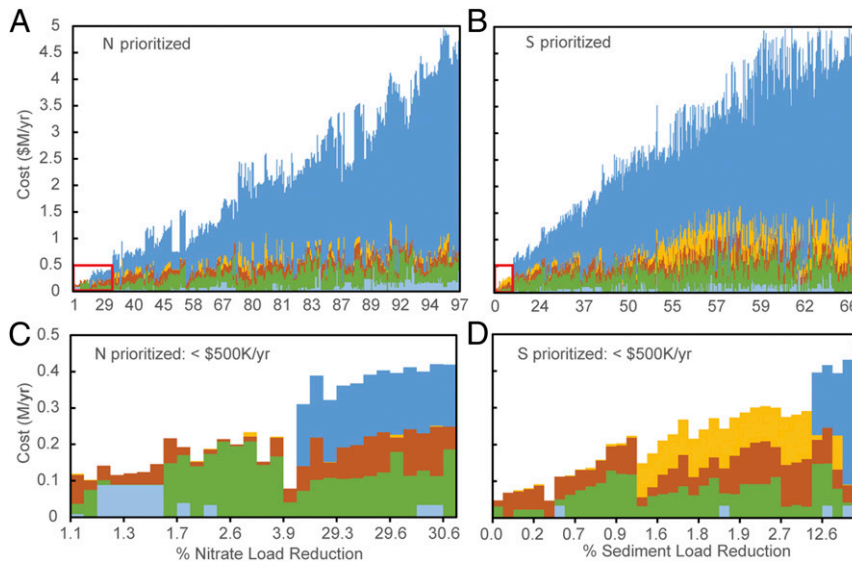 A
N prioritized
5
4.5
4
3.5
3
2.5
2
1.5
1
0.5
0
Cost ($M/yr)
1 29 40 45 58 67 80 81 83 87 89 92 94 97
B
S prioritized
0 24 37 50 55 57 59 62 66
C
N prioritized: < $500K/yr
0.5
0.4
0.3
0.2
0.1
0
Cost (M/yr)
1.1 1.3 1.7 2.6 3.9 29.3 29.6 30.6
% Nitrate Load Reduction
D
S prioritized: < $500K/yr
0.0 0.2 0.7 0.9 1.6 1.8 1.9 2.7 12.6
% Sediment Load Reduction